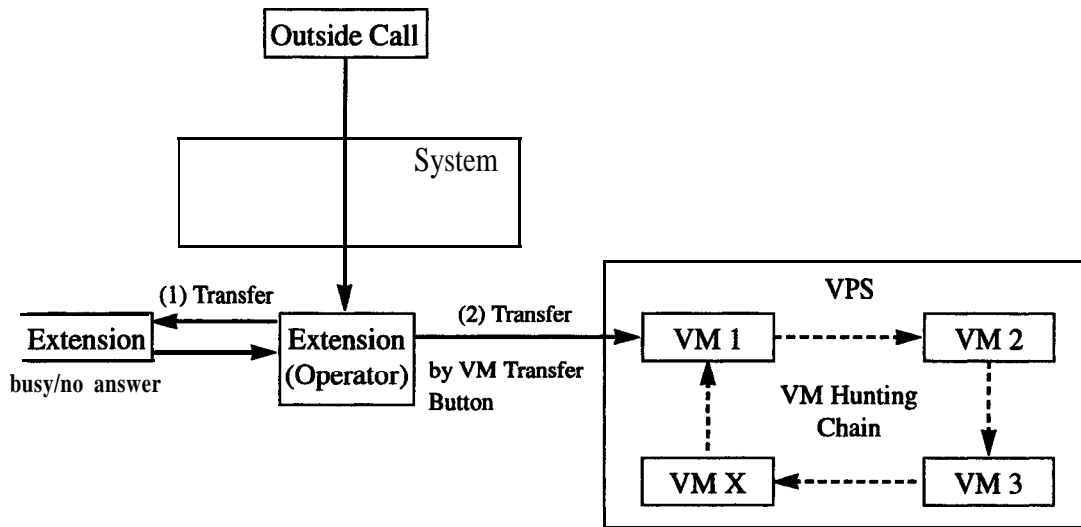 Outside Call
System
(1) Transfer
Extension
busy/no answer
Extension
(Operator)
(2) Transfer
by VM Transfer
Button
VPS
VM 1
VM 2
VM Hunting
Chain
VM X
VM 3